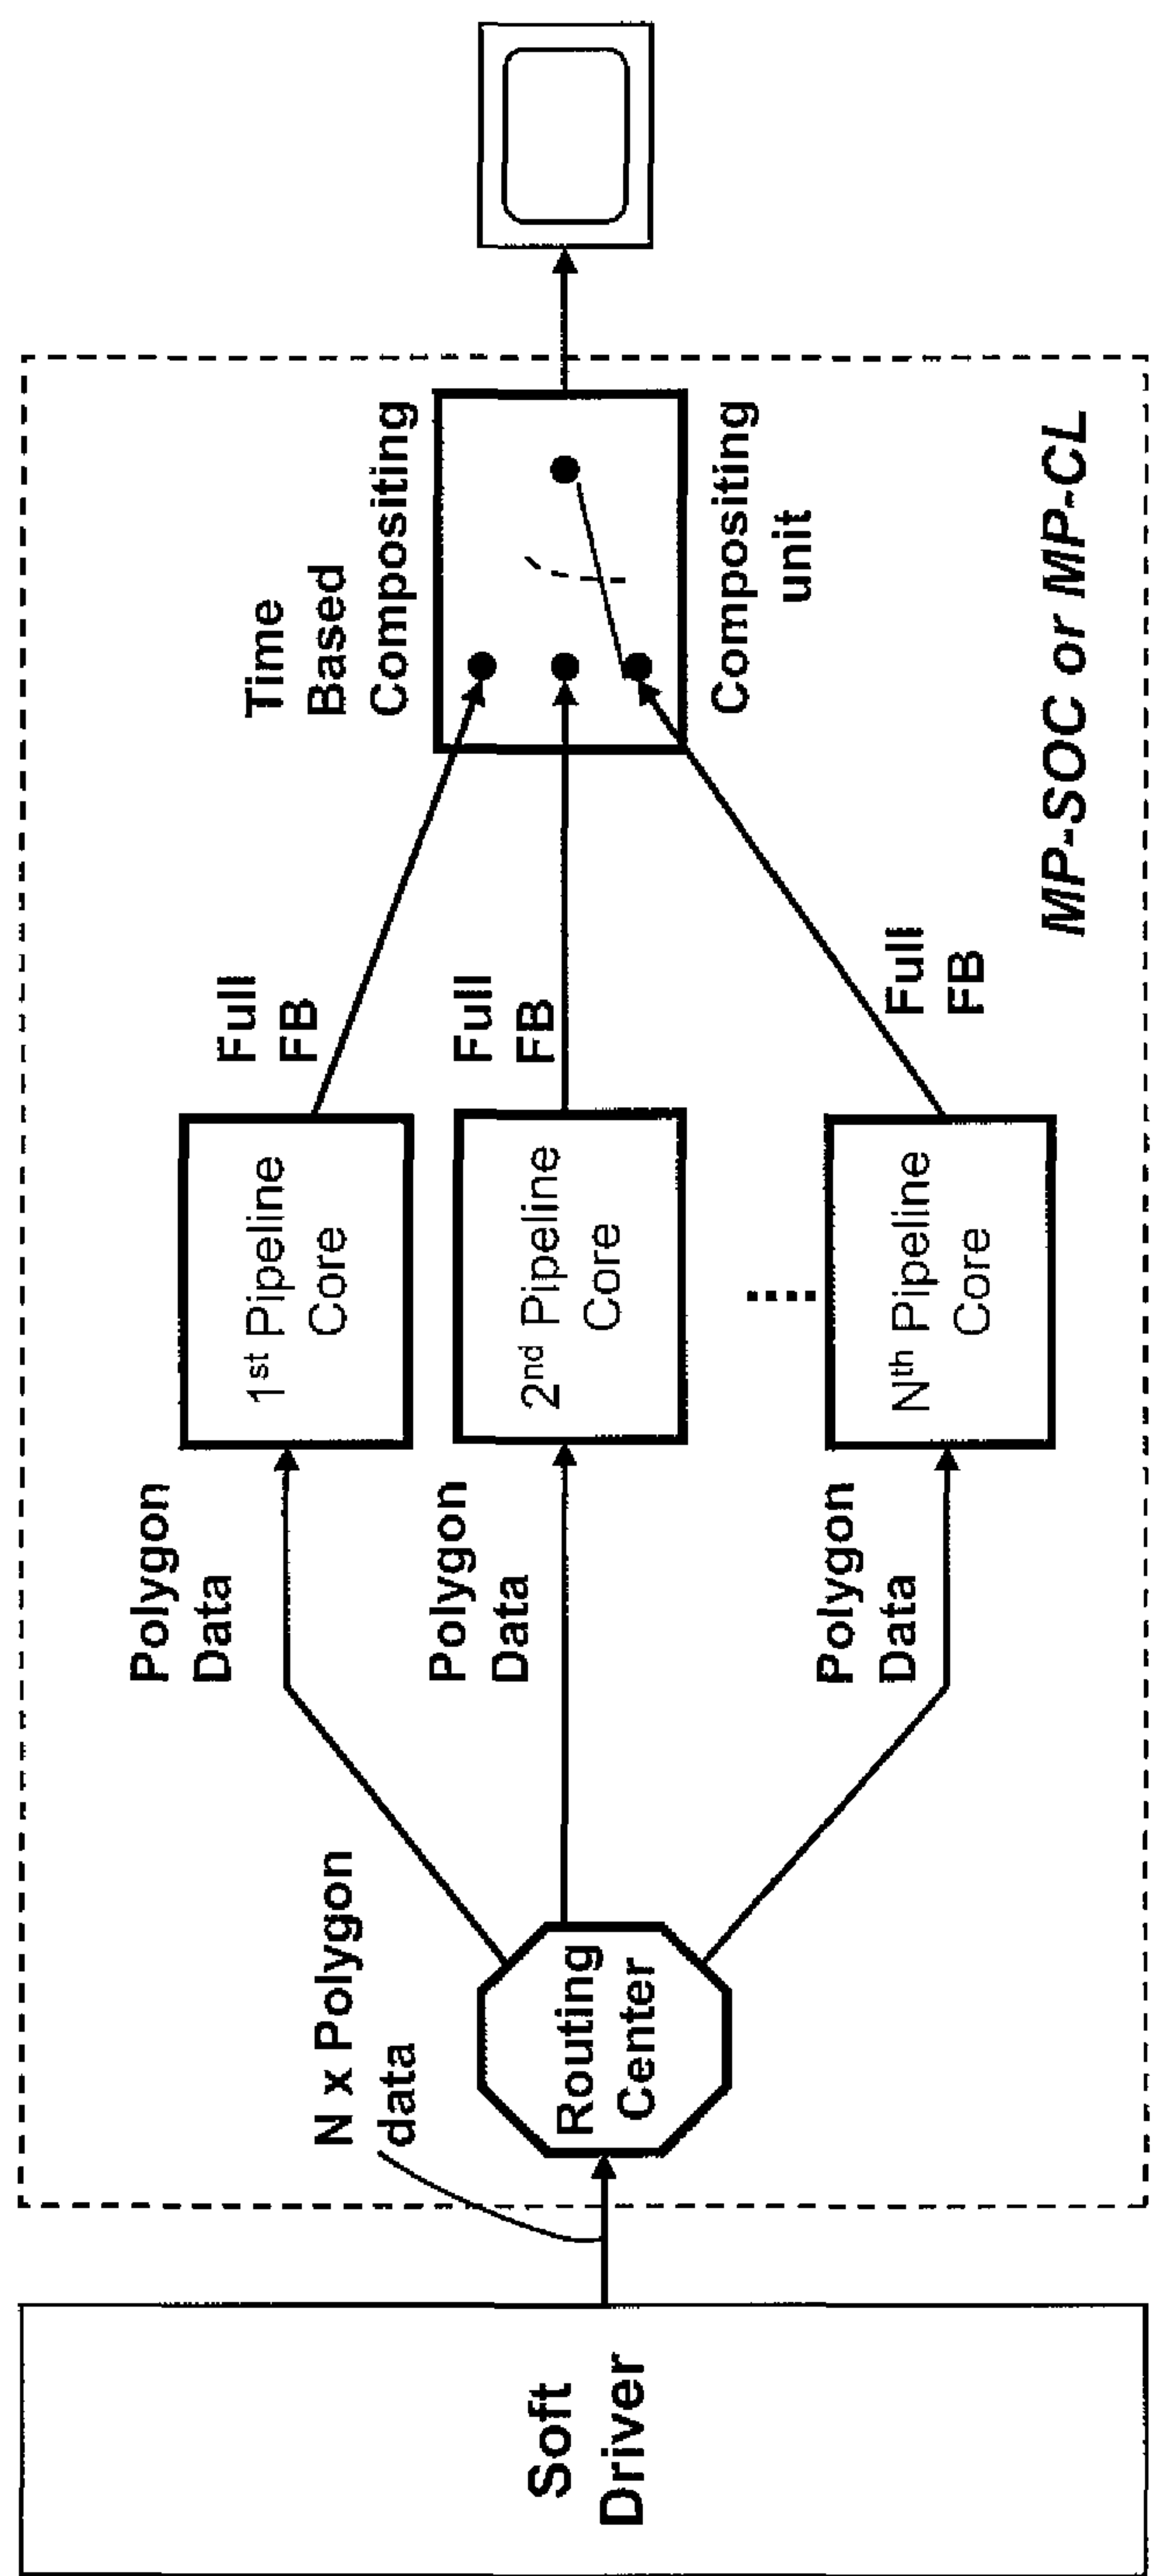 Soft
Driver
N x Polygon
data
Routing
Center
Polygon
Data
Polygon
Data
Polygon
Data
1st Pipeline
Core
2nd Pipeline
Core
Nth Pipeline
Core
Full
FB
Full
FB
Full
FB
Time
Based
Compositing
Compositing
unit
MP-SOC or MP-CL